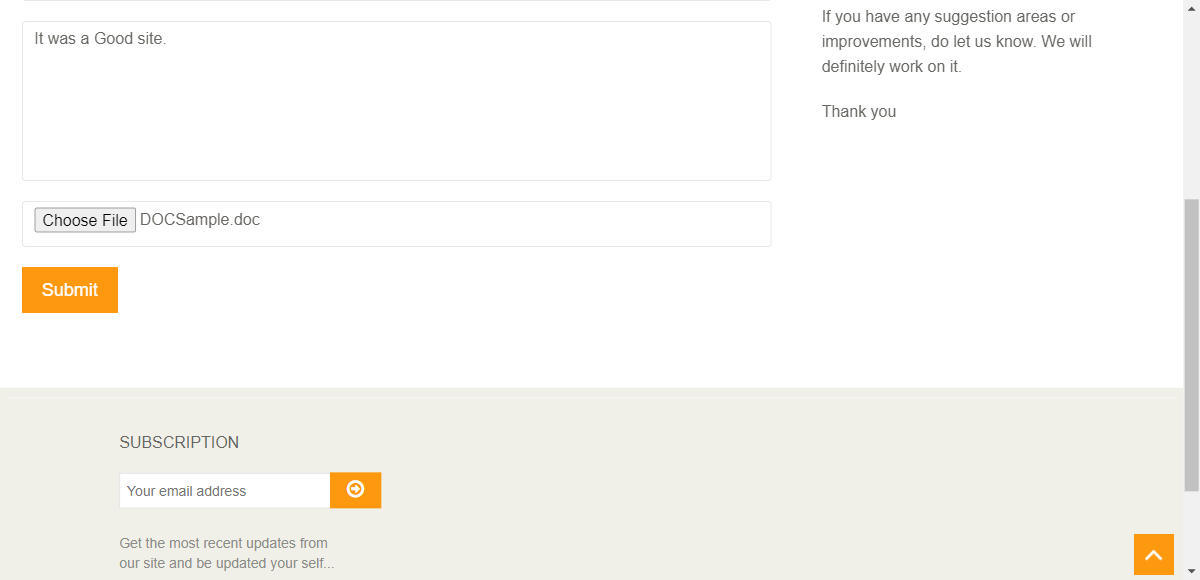 It was a Good site.
Choose File DOCSample.doc
Submit
If you have any suggestion areas or
improvements, do let us know. We will
definitely work on it.
Thank you
SUBSCRIPTION
Your email address
Get the most recent updates from
our site and be updated your self...